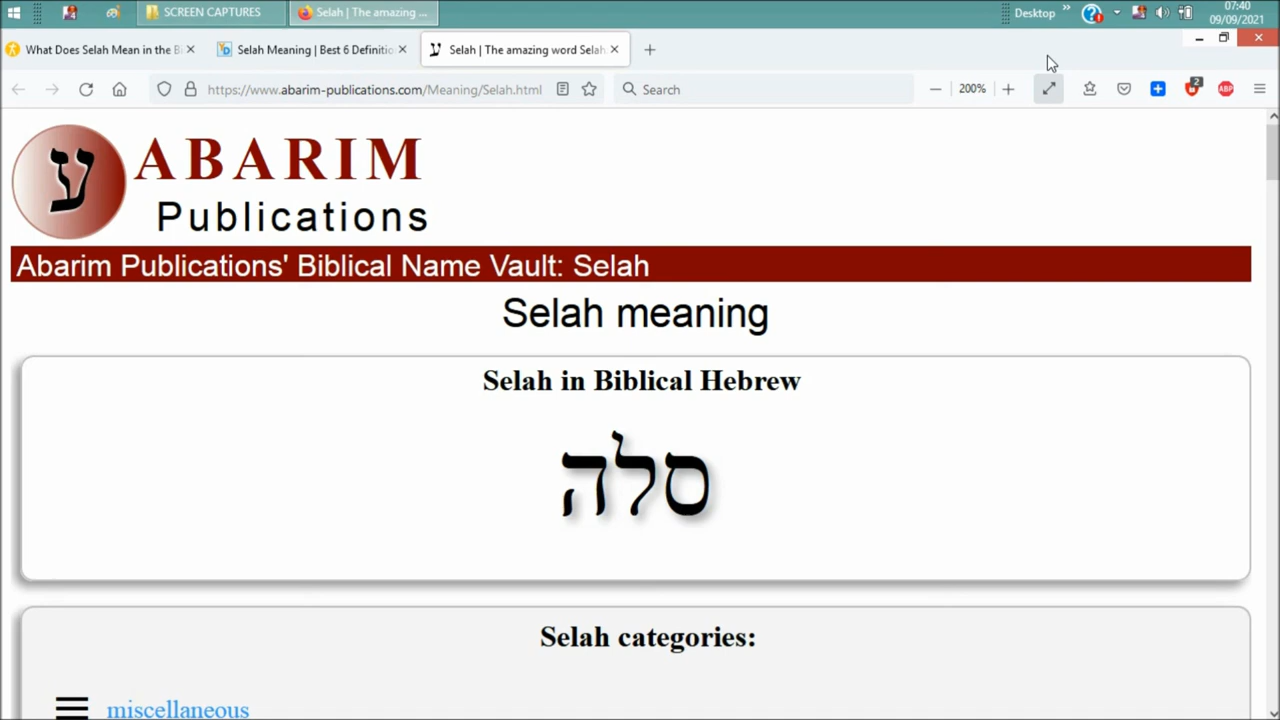 SCREEN CAPTURES
Selah | The amazing ...
Desktop
»
07:40
09/09/2021
What Does Selah Mean in the B
Selah Meaning | Best 6 Definitio
Selah | The amazing word Selah
https://www.abarim-publications.com/Meaning/Selah.html
Search
200%
2
ABP
ע
ABARIM
Publications
Abarim Publications' Biblical Name Vault: Selah
Selah meaning
Selah in Biblical Hebrew
סלה
Selah categories:
miscellaneous